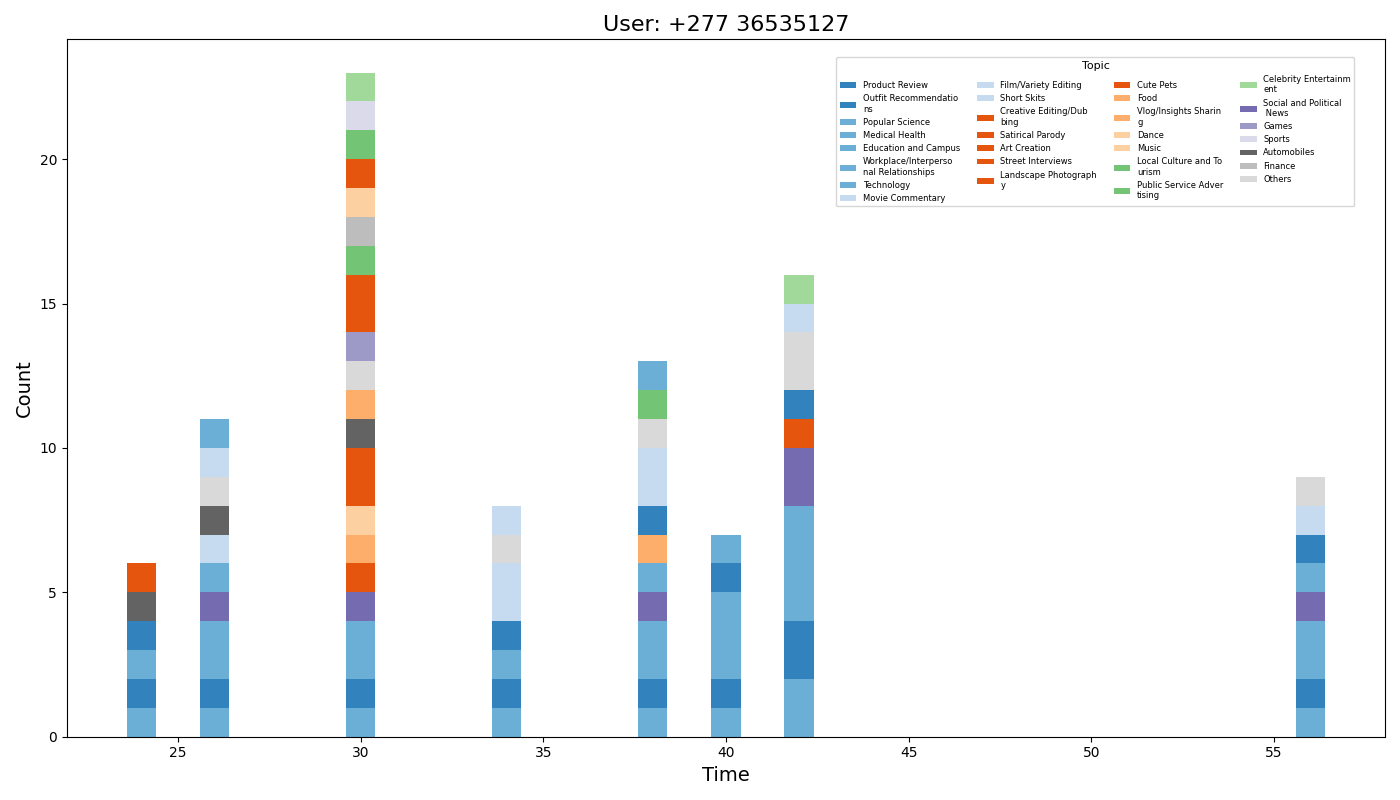 User: +277 36535127
Topic
Product Review
Outfit Recommendatio
ns
Popular Science
Medical Health
Education and Campus
Workplace/Interperso
nal Relationships
Technology
Movie Commentary
Film/Variety Editing
Short Skits
Creative Editing/Dub
bing
Satirical Parody
Art Creation
Street Interviews
Landscape Photograph
y
Cute Pets
Food
Vlog/Insights Sharin
g
Dance
Music
Local Culture and To
urism
Public Service Adver
tising
Celebrity Entertainm
ent
Social and Political
News
Games
Sports
Automobiles
Finance
Others
Count
20
15
10
5
0
25 30 35 40 45 50 55
Time